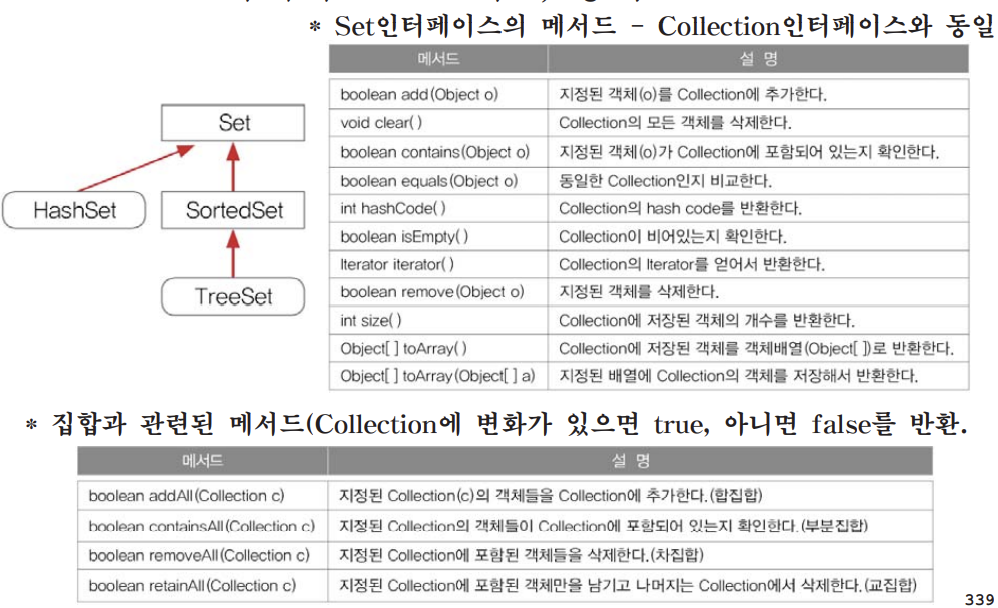 * Set인터페이스의 메서드 - Collection인터페이스와 동일
메서드 설 명
boolean add(Object o) 지정된 객체(o)를 Collection에 추가한다.
void clear( ) Collection의 모든 객체를 삭제한다.
boolean contains(Object o) 지정된 객체(o)가 Collection에 포함되어 있는지 확인한다.
boolean equals(Object o) 동일한 Collection인지 비교한다.
int hashCode( ) Collection의 hash code를 반환한다.
boolean isEmpty( ) Collection이 비어있는지 확인한다.
Iterator iterator( ) Collection의 Iterator를 얻어서 반환한다.
boolean remove(Object o) 지정된 객체를 삭제한다.
int size( ) Collection에 저장된 객체의 개수를 반환한다.
Object[ ] toArray( ) Collection에 저장된 객체를 객체배열(Object[ ])로 반환한다.
Object[ ] toArray(Object[ ] a) 지정된 배열에 Collection의 객체를 저장해서 반환한다.
Set
HashSet
SortedSet
TreeSet
* 집합과 관련된 메서드(Collection에 변화가 있으면 true, 아니면 false를 반환.
메서드 설 명
boolean addAll(Collection c) 지정된 Collection(c)의 객체들을 Collection에 추가한다.(합집합)
boolean containsAll(Collection c) 지정된 Collection의 객체들이 Collection에 포함되어 있는지 확인한다.(부분집합)
boolean removeAll(Collection c) 지정된 Collection에 포함된 객체들을 삭제한다.(차집합)
boolean retainAll(Collection c) 지정된 Collection에 포함된 객체만을 남기고 나머지는 Collection에서 삭제한다.(교집합)
339